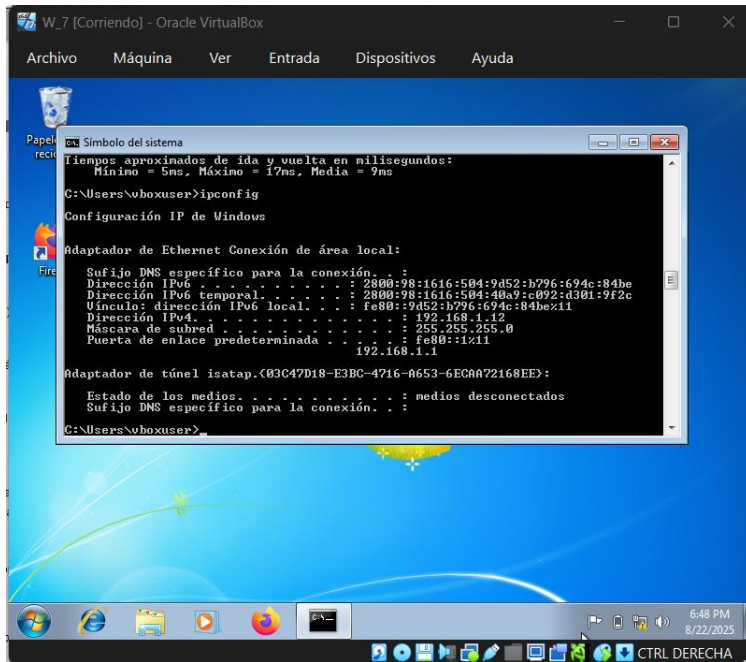 W_7 [Corriendo] - Oracle VirtualBox
Archivo Máquina Ver Entrada Dispositivos Ayuda
Símbolo del sistema
Tiempos aproximados de ida y vuelta en milisegundos:
Mínimo = 5ms, Máximo = 17ms, Media = 9ms
C:\Users\vboxuser>ipconfig
Configuración IP de Windows
Adaptador de Ethernet Conexión de área local:
Sufijo DNS específico para la conexión. . :
Dirección IPv6 . . . . . . . . . . : 2800:98:1616:504:9d52:b796:694c:84be
Dirección IPv6 temporal. . . . . . : 2800:98:1616:504:40a9:c092:d301:9f2c
Vínculo: dirección IPv6 local. . . : fe80::9d52:b796:694c:84be%11
Dirección IPv4. . . . . . . . . . . . . . : 192.168.1.12
Máscara de subred . . . . . . . . . . . . : 255.255.255.0
Puerta de enlace predeterminada . . . . . : fe80::1%11
192.168.1.1
Adaptador de túnel isatap.{03C47D18-E3BC-4716-A653-6ECAA72168EE}:
Estado de los medios. . . . . . . . . . . : medios desconectados
Sufijo DNS específico para la conexión. . :
C:\Users\vboxuser>_
6:48 PM
8/22/2025
CTRL DERECHA